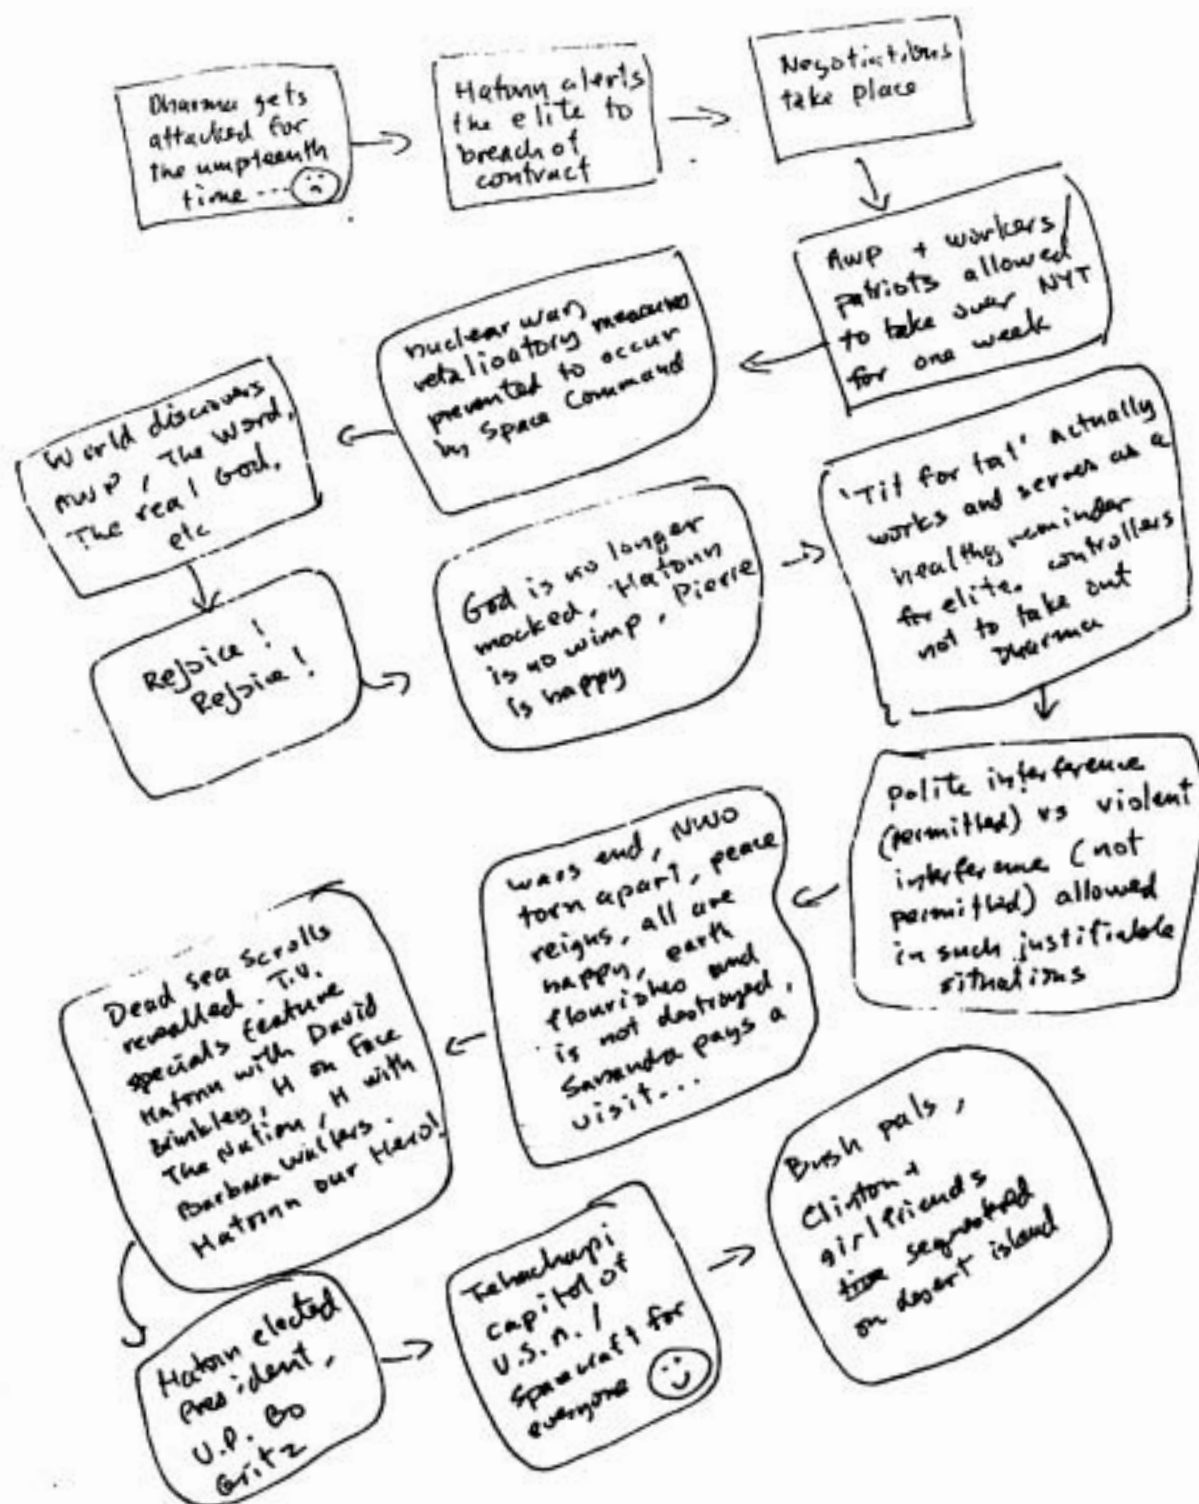 Dharma gets
attacked for
the umpteenth
time ----
Hatonn alerts
the elite to
breach of
contract
Negotiations
take place
AWP + workers/
patriots allowed
to take over NYT
for one week
nuclear war,
retaliatory measures
prevented to occur
by Space Command
World discovers
AWP, The Word,
The real God,
etc
Rejoice!
Rejoice!
God is no longer
mocked, Hatonn
is no wimp, Pierre
is happy
'Tit for tat' actually
works and serves as a
healthy reminder
for elite, controllers
not to take out
Dharma
Polite interference
(permitted) vs violent
interference (not
permitted) allowed
in such justifiable
situations
wars end, NWO
torn apart, peace
reigns, all are
happy, earth
flourishes and
is not destroyed,
Sananda pays a
visit...
Dead sea scrolls
revealled. T.V.
specials feature
Hatonn with David
Brinkley, H on Face
The Nation, H with
Barbara Walters.
Hatonn our Hero!
Hatonn elected
President,
V.P. Bo
Gritz
Tehachapi
capitol of
U.S.A. /
Spacecraft for
everyone
Bush pals,
Clinton +
girlfriends
sequestered
on desert island